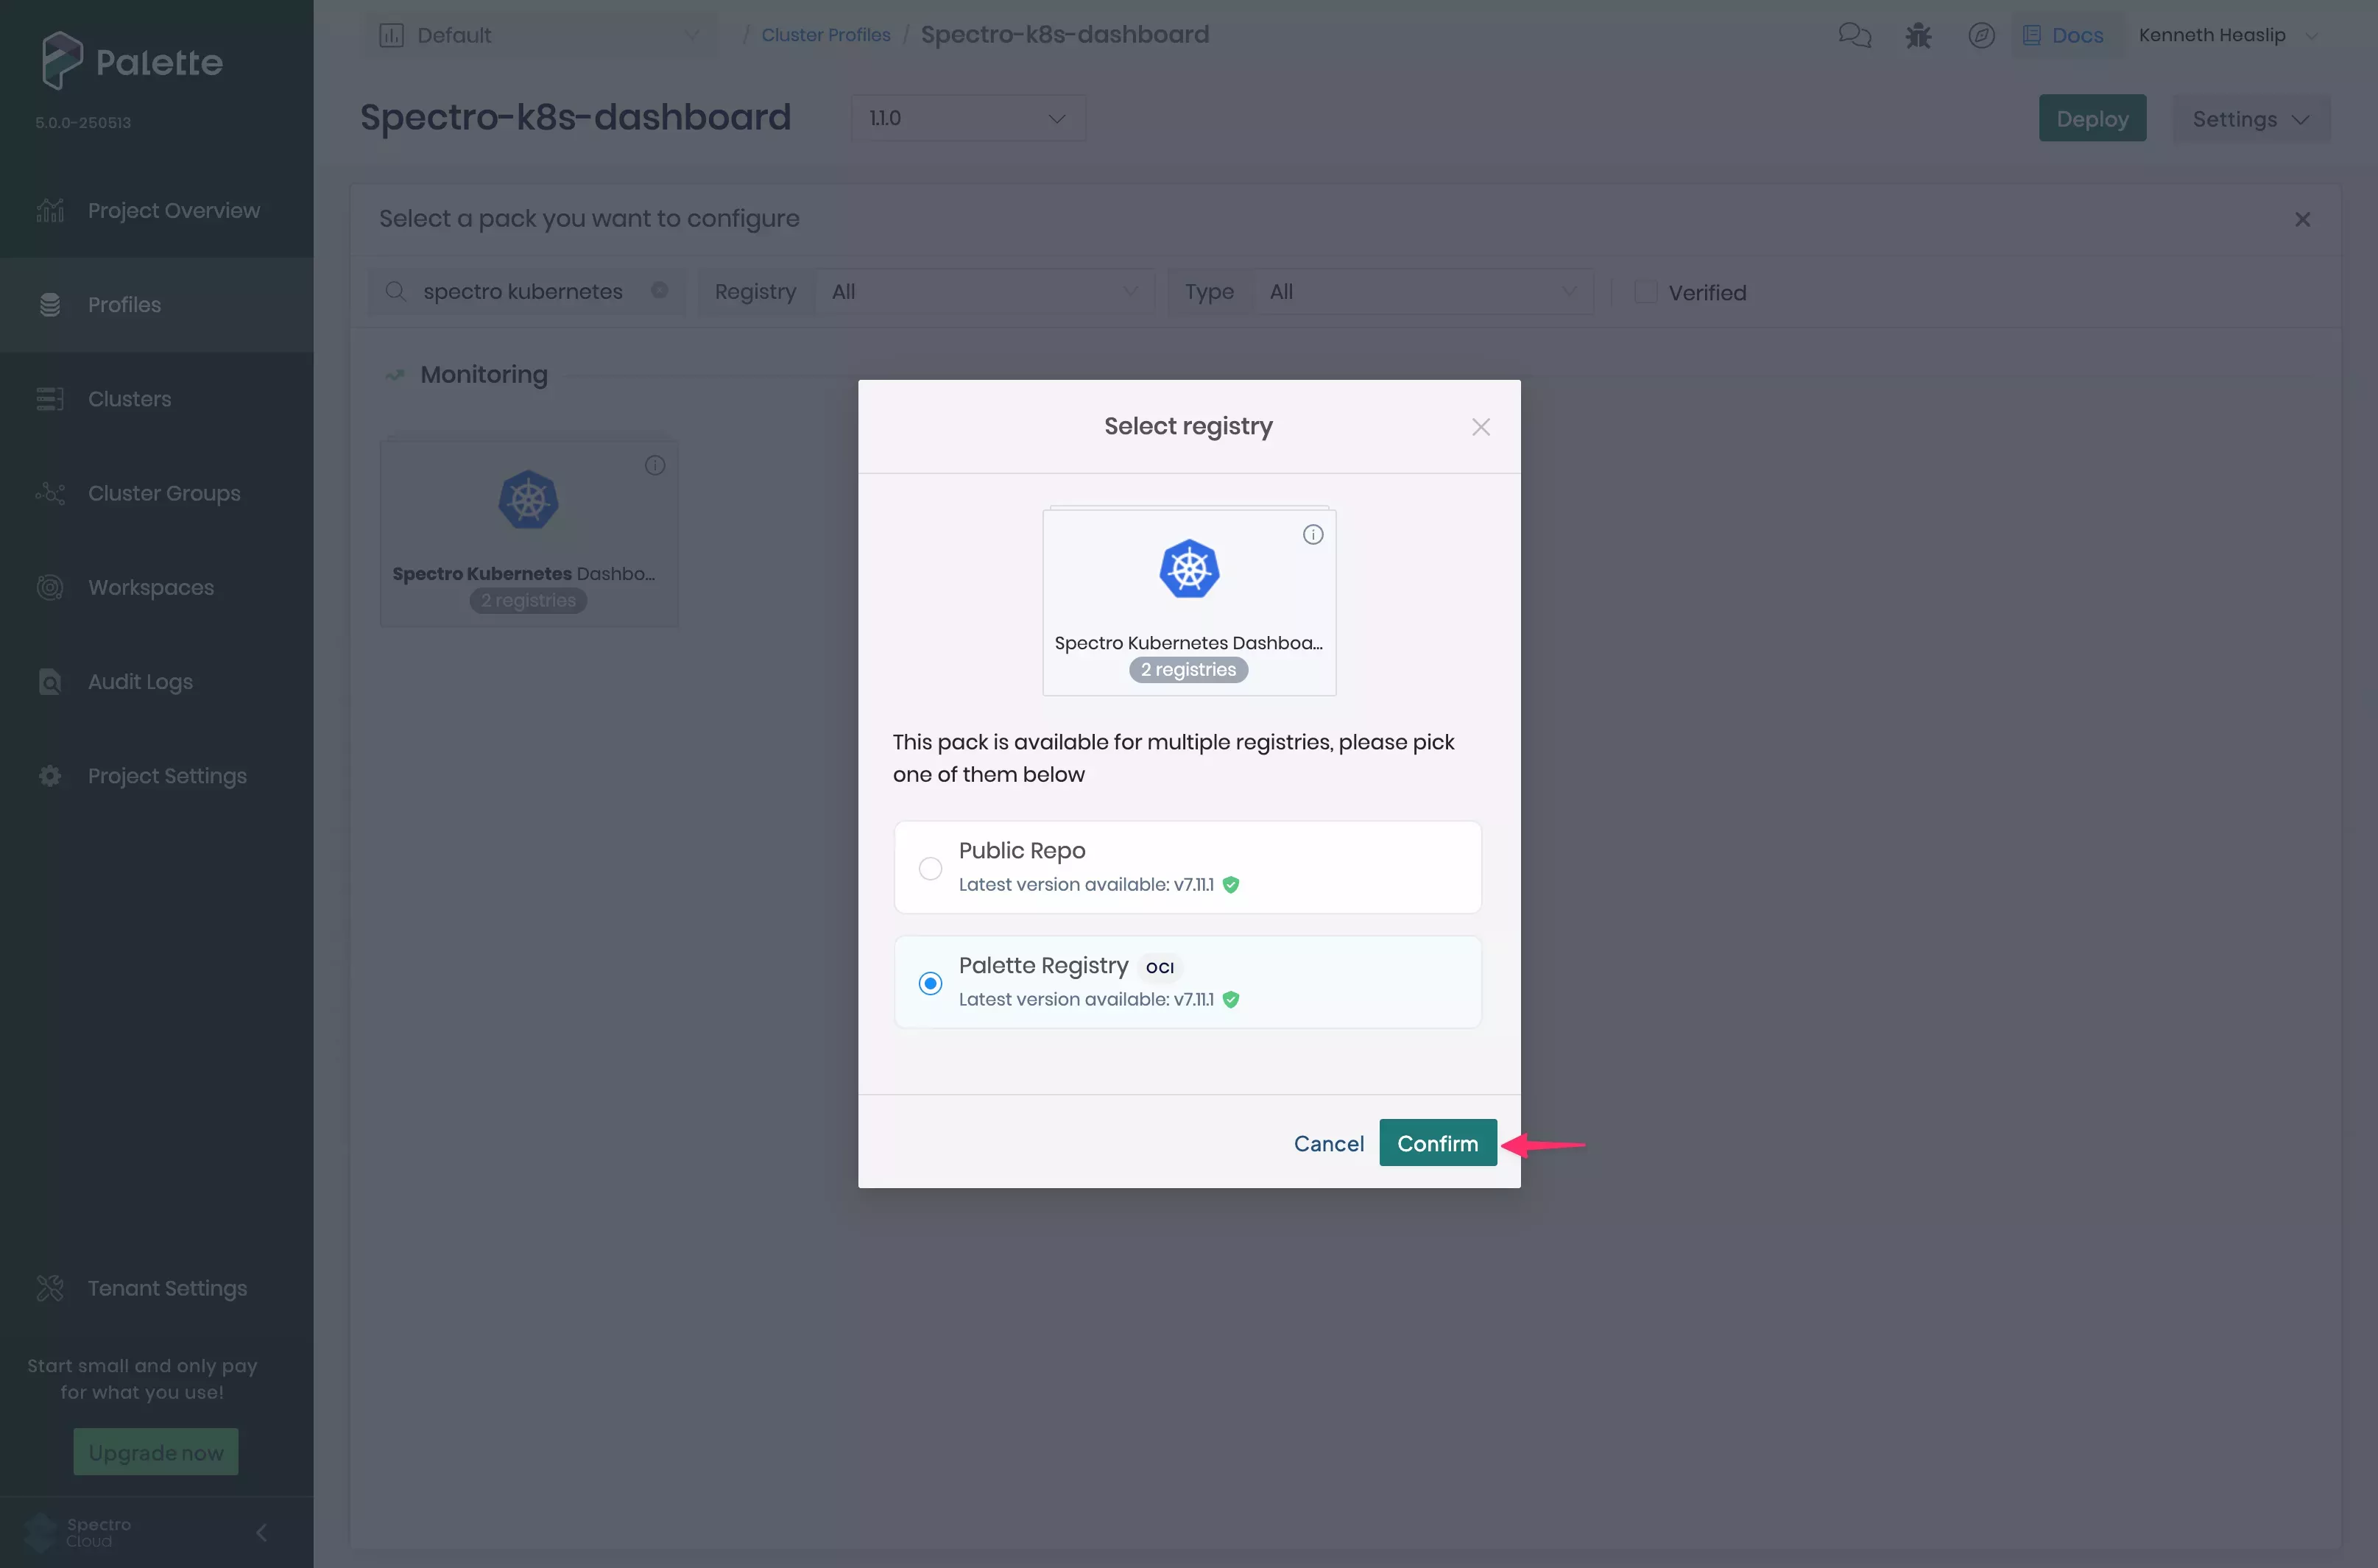 Palette
5.0.0-250513
Project Overview
Profiles
Clusters
Cluster Groups
Workspaces
Audit Logs
Project Settings
Tenant Settings
Start small and only pay
for what you use!
Upgrade now
Spectro
Cloud
Default / Cluster Profiles / Spectro-k8s-dashboard
Docs Kenneth Heaslip
Spectro-k8s-dashboard 1.1.0 Deploy Settings
Select a pack you want to configure
spectro kubernetes Registry All Type All Verified
Monitoring
Spectro Kubernetes Dashbo...
2 registries
Select registry
Spectro Kubernetes Dashboa...
2 registries
This pack is available for multiple registries, please pick
one of them below
Public Repo
Latest version available: v7.11.1
Palette Registry OCI
Latest version available: v7.11.1
Cancel Confirm